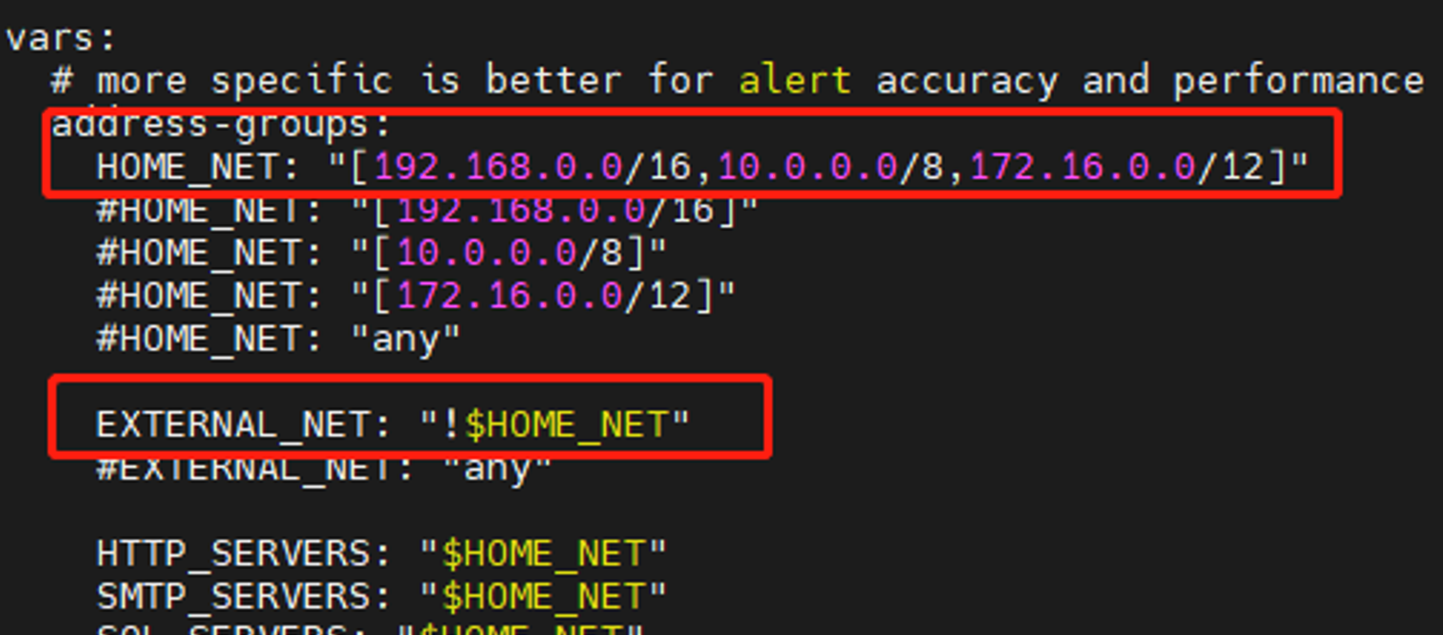 vars:
# more specific is better for alert accuracy and performance
address-groups:
HOME_NET: "[192.168.0.0/16,10.0.0.0/8,172.16.0.0/12]"
#HOME_NET: "[192.168.0.0/16]"
#HOME_NET: "[10.0.0.0/8]"
#HOME_NET: "[172.16.0.0/12]"
#HOME_NET: "any"
EXTERNAL_NET: "!$HOME_NET"
#EXTERNAL_NET: "any"
HTTP_SERVERS: "$HOME_NET"
SMTP_SERVERS: "$HOME_NET"
SQL_SERVERS: "$HOME_NET"